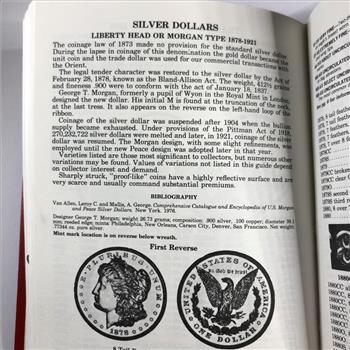 SILVER DOLLARS
LIBERTY HEAD OR MORGAN TYPE 1878-1921
The coinage law of 1873 made no provision for the standard silver dollar.
During the lapse in coinage of this denomination the gold dollar became the
unit coin and the trade dollar was used for our commercial transactions with
the Orient.
The legal tender character was restored to the silver dollar by the Act of
February 28, 1878, known as the Bland-Allison Act. The weight, 412½ grains
and fineness .900 were to conform with the act of January 18, 1837.
George T. Morgan, formerly a pupil of Wyon in the Royal Mint in London,
designed the new dollar. His initial M is found at the truncation of the neck,
at the last tress. It also appears on the reverse on the left-hand loop of the
ribbon.
Coinage of the silver dollar was suspended after 1904 when the bullion
supply became exhausted. Under provisions of the Pittman Act of 1918,
270,232,722 silver dollars were melted and later, in 1921, coinage of the silver
dollar was resumed. The Morgan design, with some slight refinements, was
employed until the new Peace design was adopted later in that year.
Varieties listed are those most significant to collectors, but numerous other
variations may be found. Values of variations not listed in this guide depend
on collector interest and demand.
Sharply struck, "proof-like" coins have a highly reflective surface and are
very scarce and usually command substantial premiums.
BIBLIOGRAPHY
Van Allen, Leroy C. and Mallis, A. George. Comprehensive Catalogue and Encyclopedia of U.S. Morgan
and Peace Silver Dollars. New York. 1976.
Designer George T. Morgan; weight 26.73 grams; composition: .900 silver, .100 copper; diameter 38.1
mm; reeded edge; mints: Philadelphia, New Orleans, Carson City, Denver, San Francisco. Net weight:
.77344 oz. pure silver.
Mint mark location is on reverse below wreath.
First Reverse
E·PLURIBUS·UNUM
1878
UNITED STATES OF AMERICA
In God we trust
ONE DOLLAR